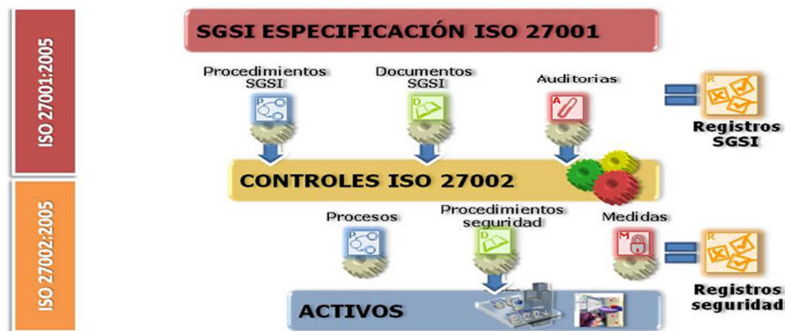 ISO 27001:2005
SGSI ESPECIFICACIÓN ISO 27001
Procedimientos
SGSI
Documentos
SGSI
Auditorias
P
D
A
R
Registros
SGSI
ISO 27002:2005
CONTROLES ISO 27002
Procesos
Procedimientos
seguridad
Medidas
P
D
M
R
Registros
seguridad
ACTIVOS